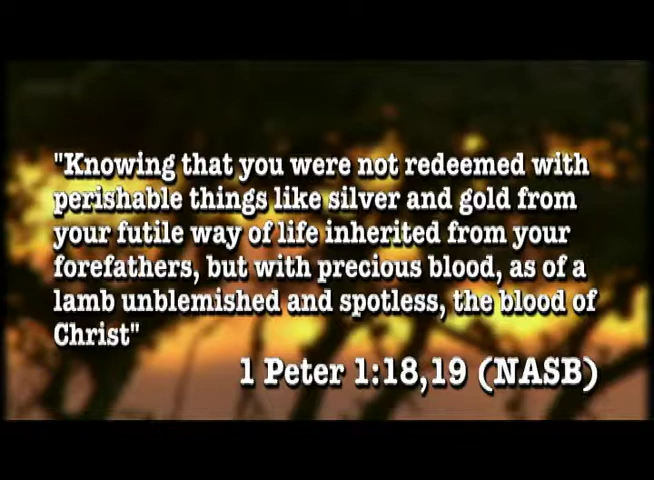 "Knowing that you were not redeemed with
perishable things like silver and gold from
your futile way of life inherited from your
forefathers, but with precious blood, as of a
lamb unblemished and spotless, the blood of
Christ"
1 Peter 1:18,19 (NASB)